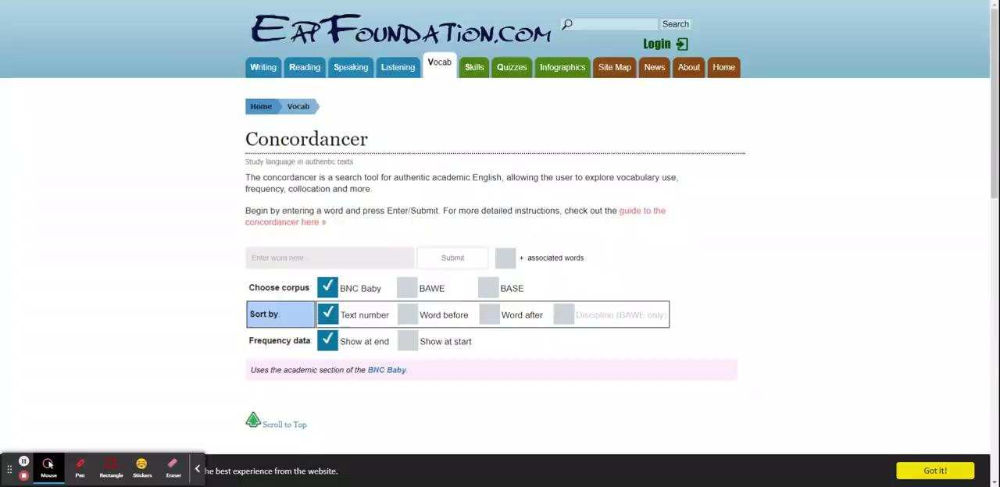 EAPFOUNDATION.COM
Search
Login
Writing Reading Speaking Listening Vocab Skills Quizzes Infographics Site Map News About Home
Home Vocab
Concordancer
Study language in authentic texts
The concordancer is a search tool for authentic academic English, allowing the user to explore vocabulary use,
frequency, collocation and more.
Begin by entering a word and press Enter/Submit. For more detailed instructions, check out the guide to the
concordancer here »
Enter word here... Submit + associated words
Choose corpus: BNC Baby BAWE BASE
Sort by: Text number Word before Word after Discipline (BAWE only)
Frequency data: Show at end Show at start
Uses the academic section of the BNC Baby.
Scroll to Top
he best experience from the website. Got it!
Mouse Pen Rectangle Stickers Eraser